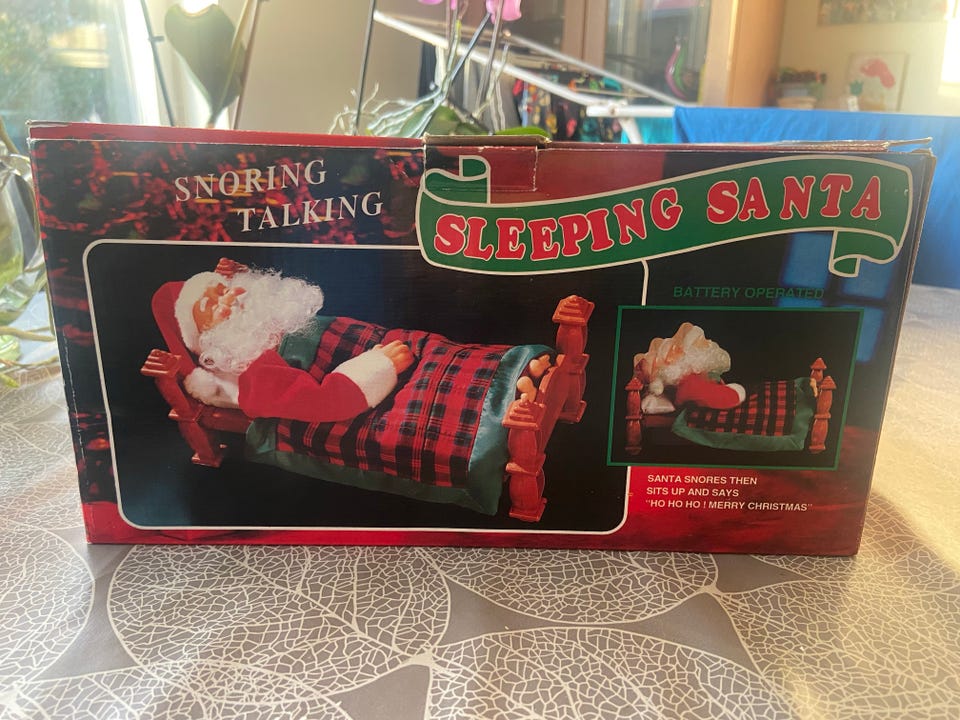 SNORING
TALKING
SLEEPING SANTA
BATTERY OPERATED
SANTA SNORES THEN
SITS UP AND SAYS
"HO HO HO ! MERRY CHRISTMAS"